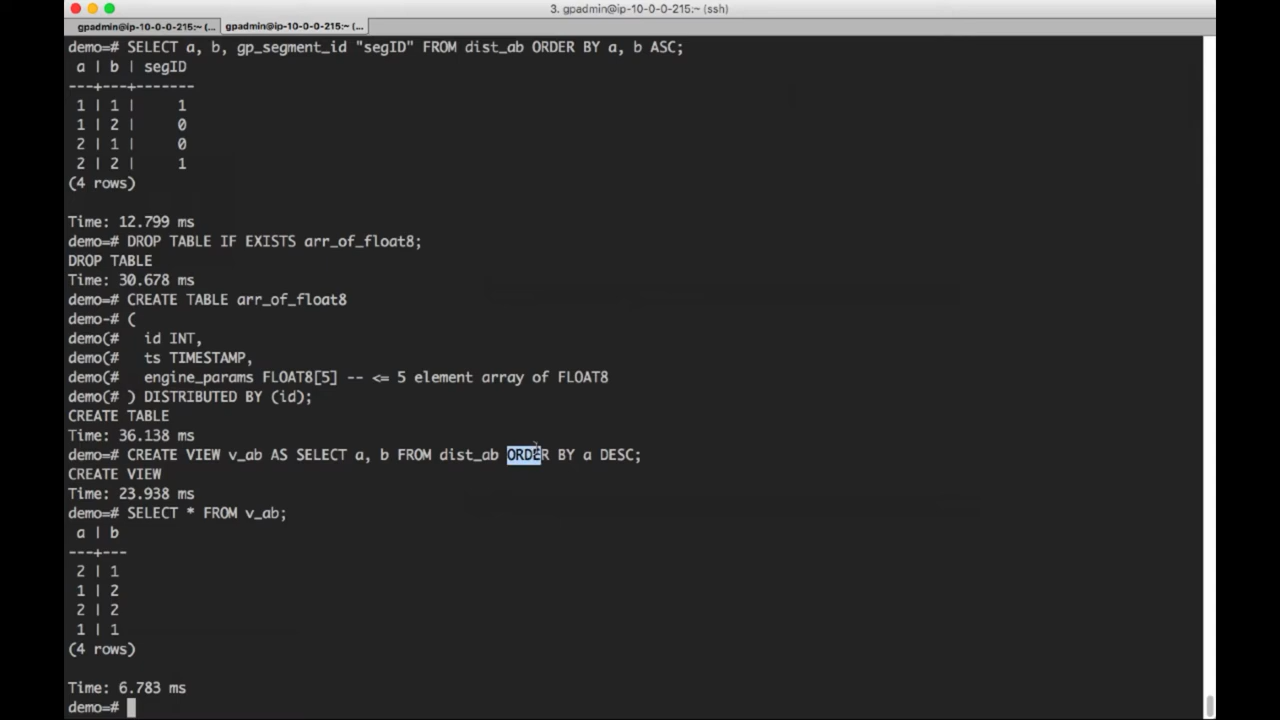 3. gpadmin@ip-10-0-0-215:~ (ssh)
gpadmin@ip-10-0-0-215:~ (... gpadmin@ip-10-0-0-215:~ (...
demo=# SELECT a, b, gp_segment_id "segID" FROM dist_ab ORDER BY a, b ASC;
 a | b | segID
---+---+-------
 1 | 1 |     1
 1 | 2 |     0
 2 | 1 |     0
 2 | 2 |     1
(4 rows)
Time: 12.799 ms
demo=# DROP TABLE IF EXISTS arr_of_float8;
DROP TABLE
Time: 30.678 ms
demo=# CREATE TABLE arr_of_float8
demo-# (
demo(#   id INT,
demo(#   ts TIMESTAMP,
demo(#   engine_params FLOAT8[5] -- <= 5 element array of FLOAT8
demo(# ) DISTRIBUTED BY (id);
CREATE TABLE
Time: 36.138 ms
demo=# CREATE VIEW v_ab AS SELECT a, b FROM dist_ab ORDER BY a DESC;
CREATE VIEW
Time: 23.938 ms
demo=# SELECT * FROM v_ab;
 a | b
---+---
 2 | 1
 1 | 2
 2 | 2
 1 | 1
(4 rows)
Time: 6.783 ms
demo=#